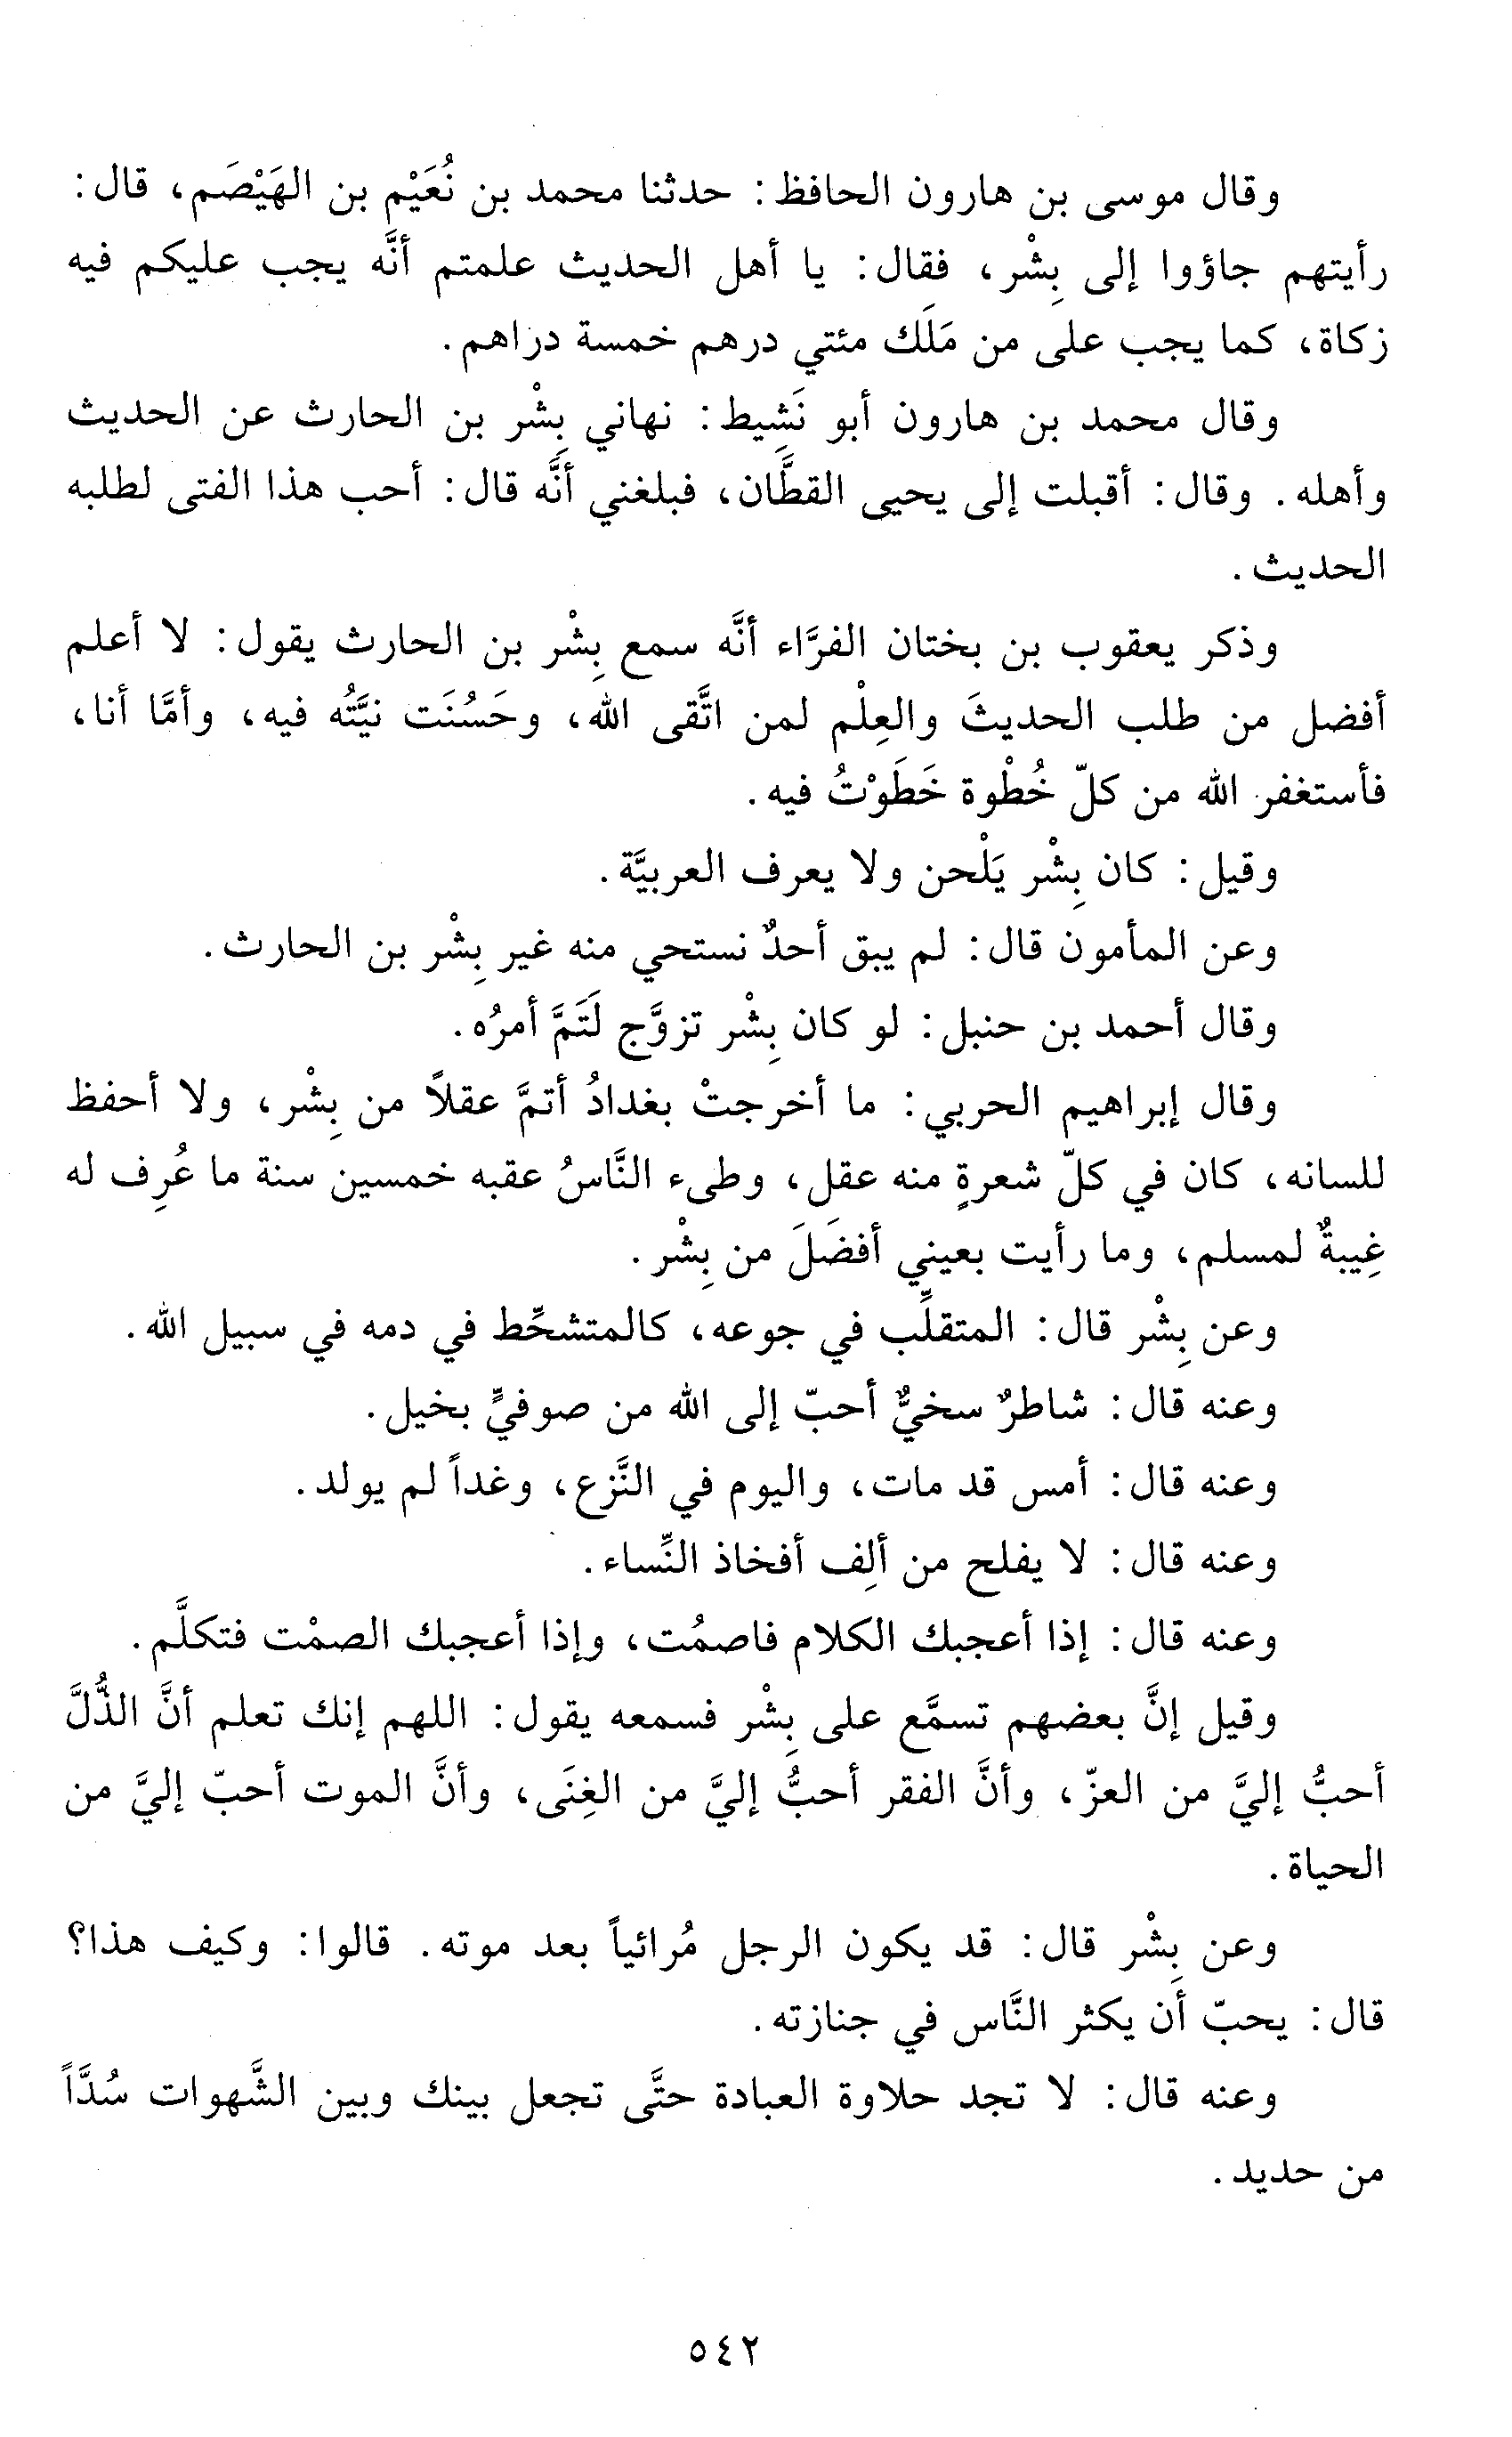 وقال موسى بن هارون الحافظ: حدثنا محمد بن نُعَيْم بن الهَيْصَم، قال:
رأيتهم جاؤوا إلى بِشْر، فقال: يا أهل الحديث علمتم أنَّه يجب عليكم فيه
زكاة، كما يجب على من مَلَك مئتي درهم خمسة دراهم.
وقال محمد بن هارون أبو نَشِيط: نهاني بِشْر بن الحارث عن الحديث
وأهله. وقال: أقبلت إلى يحيى القطَّان، فبلغني أنَّه قال: أحب هذا الفتى لطلبه
الحديث.
وذكر يعقوب بن بختان الفرَّاء أنَّه سمع بِشْر بن الحارث يقول: لا أعلم
أفضل من طلب الحديثَ والعِلْم لمن اتَّقى الله، وحَسُنَت نيَّتُه فيه، وأمَّا أنا،
فأستغفر الله من كلّ خُطْوة خَطَوْتُ فيه.
وقيل: كان بِشْر يَلْحن ولا يعرف العربيَّة.
وعن المأمون قال: لم يبق أحدٌ نستحي منه غير بِشْر بن الحارث.
وقال أحمد بن حنبل: لو كان بِشْر تزوَّج لَتَمَّ أمرُه.
وقال إبراهيم الحربي: ما أخرجتْ بغدادُ أتمَّ عقلاً من بِشْر، ولا أحفظ
للسانه، كان في كلّ شعرةٍ منه عقل، وطىء النَّاسُ عقبه خمسين سنة ما عُرِف له
غِيبةٌ لمسلم، وما رأيت بعيني أفضَلَ من بِشْر.
وعن بِشْر قال: المتقلِّب في جوعه، كالمتشحِّط في دمه في سبيل الله.
وعنه قال: شاطرٌ سخيٌّ أحبّ إلى الله من صوفيٍّ بخيل.
وعنه قال: أمس قد مات، واليوم في النَّزع، وغداً لم يولد.
وعنه قال: لا يفلح من ألِف أفخاذ النِّساء.
وعنه قال: إذا أعجبك الكلام فاصمُت، وإذا أعجبك الصمْت فتكلَّم.
وقيل إنَّ بعضهم تسمَّع على بِشْر فسمعه يقول: اللهم إنك تعلم أنَّ الذُّلَّ
أحبُّ إليَّ من العزّ، وأنَّ الفقر أحبُّ إليَّ من الغِنَى، وأنَّ الموت أحبّ إليَّ من
الحياة.
وعن بِشْر قال: قد يكون الرجل مُرائياً بعد موته. قالوا: وكيف هذا؟
قال: يحبّ أن يكثر النَّاس في جنازته.
وعنه قال: لا تجد حلاوة العبادة حتَّى تجعل بينك وبين الشَّهوات سُدَّاً
من حديد.
٥٤٢